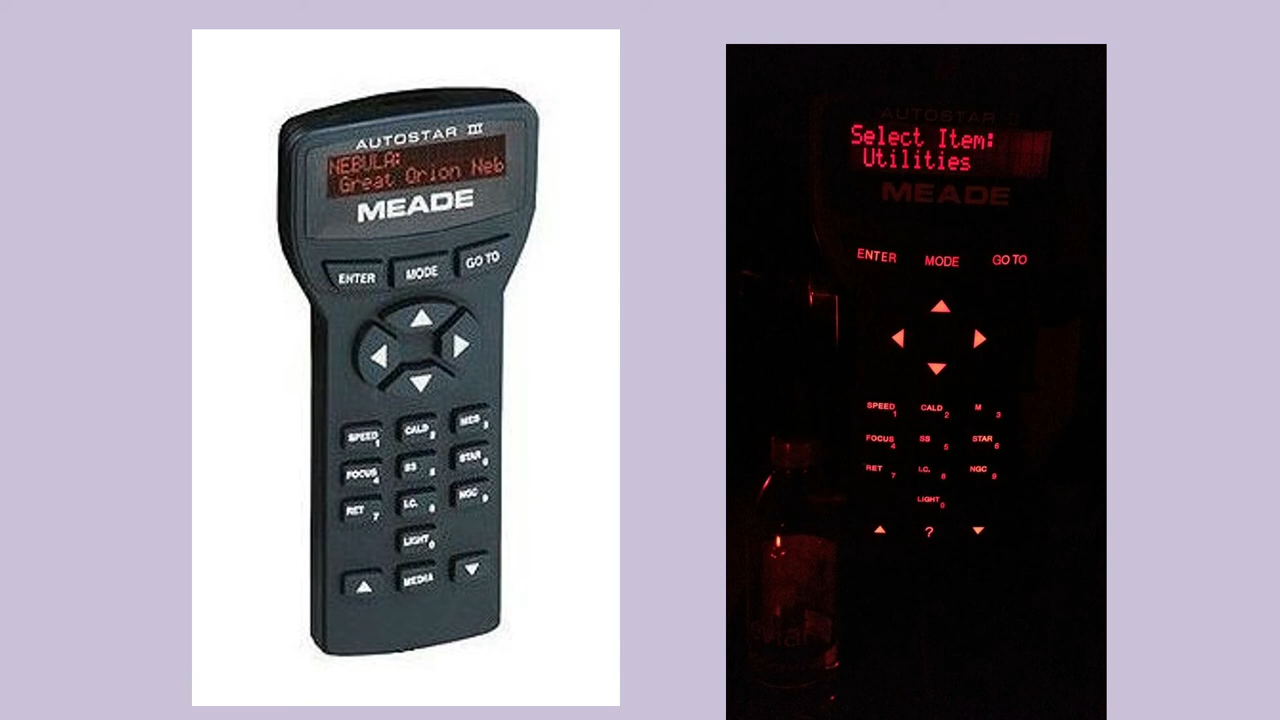 AUTOSTAR III
NEBULA:
Great Orion Neb
MEADE
ENTER MODE GO TO
SPEED 1 CALD 2 MES 3
FOCUS 4 SS 5 STAR 6
RET 7 I.C. 8 NGC 9
LIGHT 0
MEDIA
AUTOSTAR II
Select Item:
Utilities
MEADE
ENTER MODE GO TO
SPEED 1 CALD 2 M 3
FOCUS 4 SS 5 STAR 6
RET 7 I.C. 8 NGC 9
LIGHT 0
?